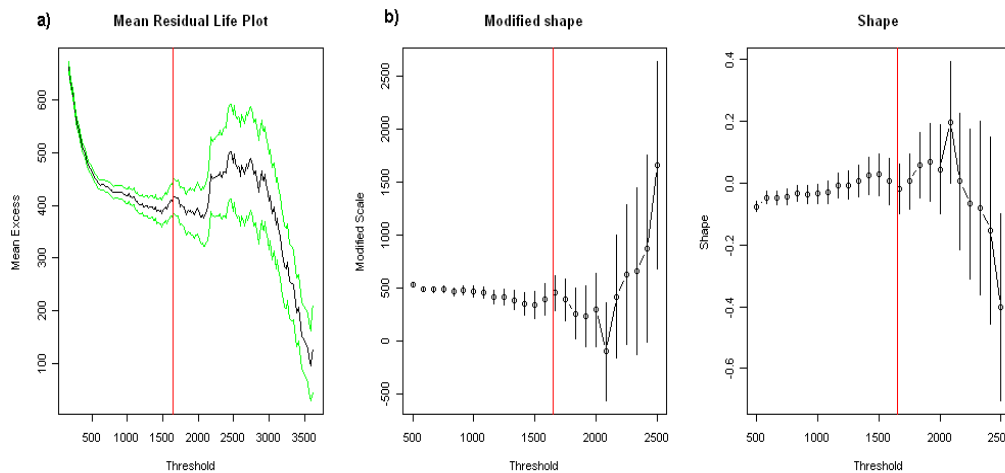 a)
Mean Residual Life Plot
Mean Excess
600
500
400
300
200
100
500 1000 1500 2000 2500 3000 3500
Threshold
b)
Modified shape
Modified Scale
2500
2000
1500
1000
500
0
-500
500 1000 1500 2000 2500
Threshold
Shape
Shape
0.4
0.2
0.0
-0.2
-0.4
-0.6
500 1000 1500 2000 2500
Threshold